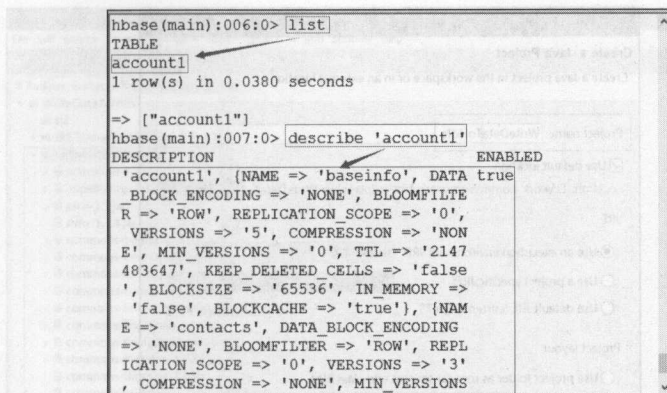 hbase(main):006:0> list
TABLE
account1
1 row(s) in 0.0380 seconds
=> ["account1"]
hbase(main):007:0> describe 'account1'
DESCRIPTION ENABLED
'account1', {NAME => 'baseinfo', DATA true
_BLOCK_ENCODING => 'NONE', BLOOMFILTE
R => 'ROW', REPLICATION_SCOPE => '0',
VERSIONS => '5', COMPRESSION => 'NON
E', MIN_VERSIONS => '0', TTL => '2147
483647', KEEP_DELETED_CELLS => 'false
', BLOCKSIZE => '65536', IN_MEMORY =>
'false', BLOCKCACHE => 'true'}, {NAM
E => 'contacts', DATA_BLOCK_ENCODING
=> 'NONE', BLOOMFILTER => 'ROW', REPL
ICATION_SCOPE => '0', VERSIONS => '3'
, COMPRESSION => 'NONE', MIN_VERSIONS